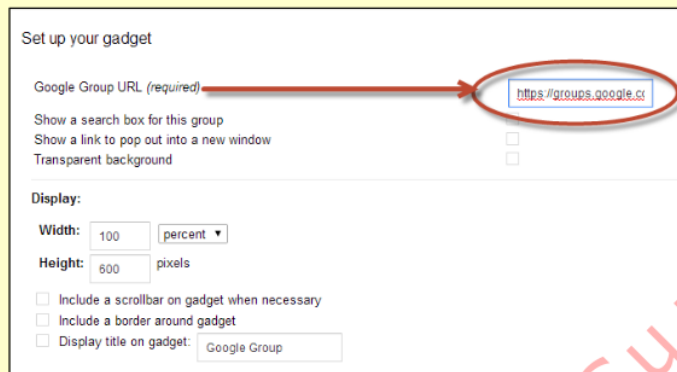 Set up your gadget
Google Group URL (required)
https://groups.google.co
Show a search box for this group
Show a link to pop out into a new window
Transparent background
Display:
Width: 100 percent
Height: 600 pixels
Include a scrollbar on gadget when necessary
Include a border around gadget
Display title on gadget: Google Group